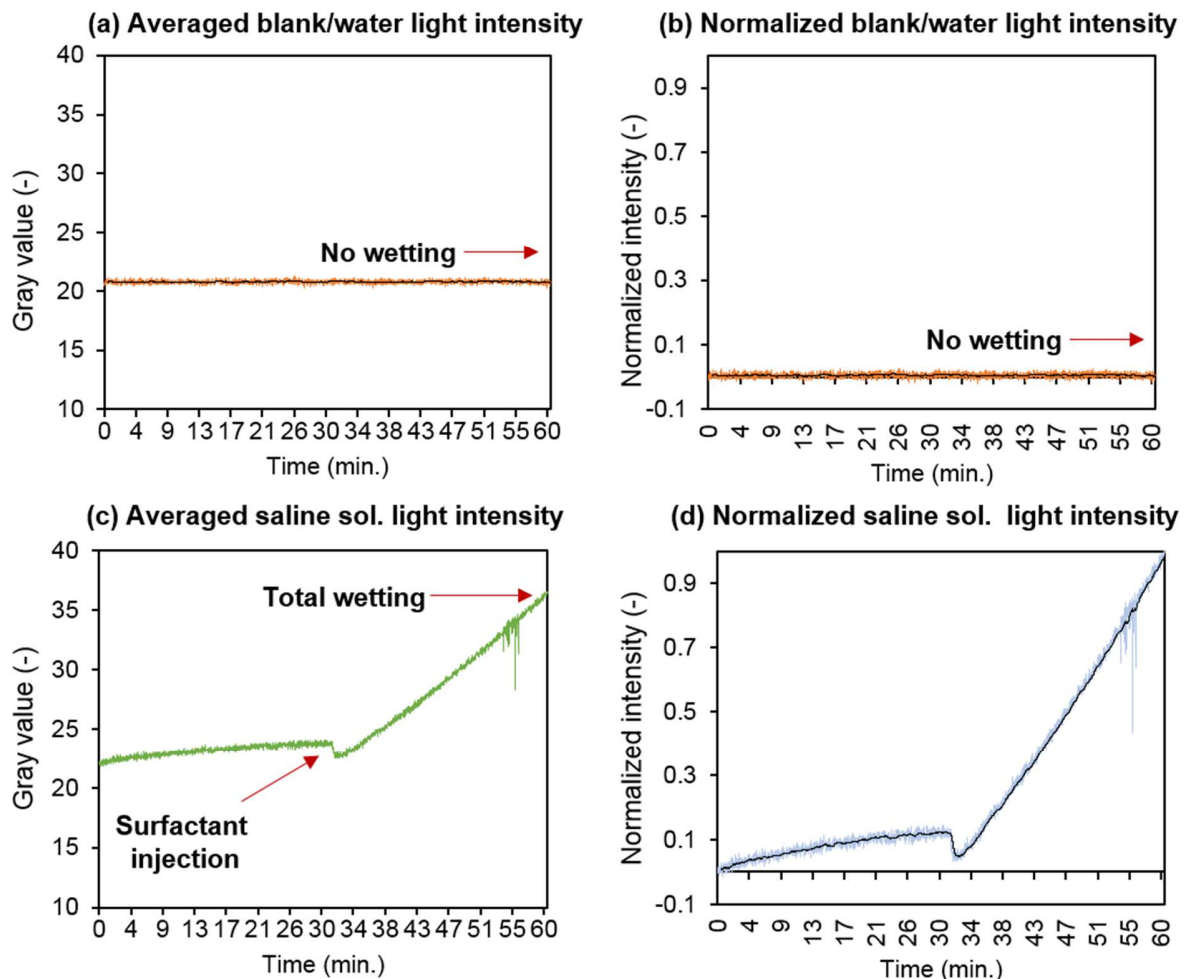 (a) Averaged blank/water light intensity
40
35
30
25
20
15
10
Gray value (-)
No wetting
0 4 9 13 17 21 26 30 34 38 43 47 51 55 60
Time (min.)
(b) Normalized blank/water light intensity
0.9
0.7
0.5
0.3
0.1
-0.1
Normalized intensity (-)
No wetting
0 4 9 13 17 21 26 30 34 38 43 47 51 55 60
Time (min.)
(c) Averaged saline sol. light intensity
40
35
30
25
20
15
10
Gray value (-)
Total wetting
Surfactant
injection
0 4 9 13 17 21 26 30 34 38 43 47 51 55 60
Time (min.)
(d) Normalized saline sol. light intensity
0.9
0.7
0.5
0.3
0.1
-0.1
Normalized intensity (-)
0 4 9 13 17 21 26 30 34 38 43 47 51 55 60
Time (min.)